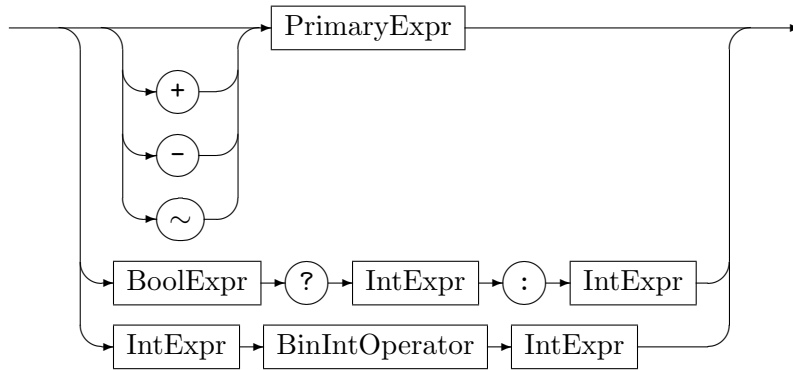 PrimaryExpr
+
-
~
BoolExpr ? IntExpr : IntExpr
IntExpr BinIntOperator IntExpr